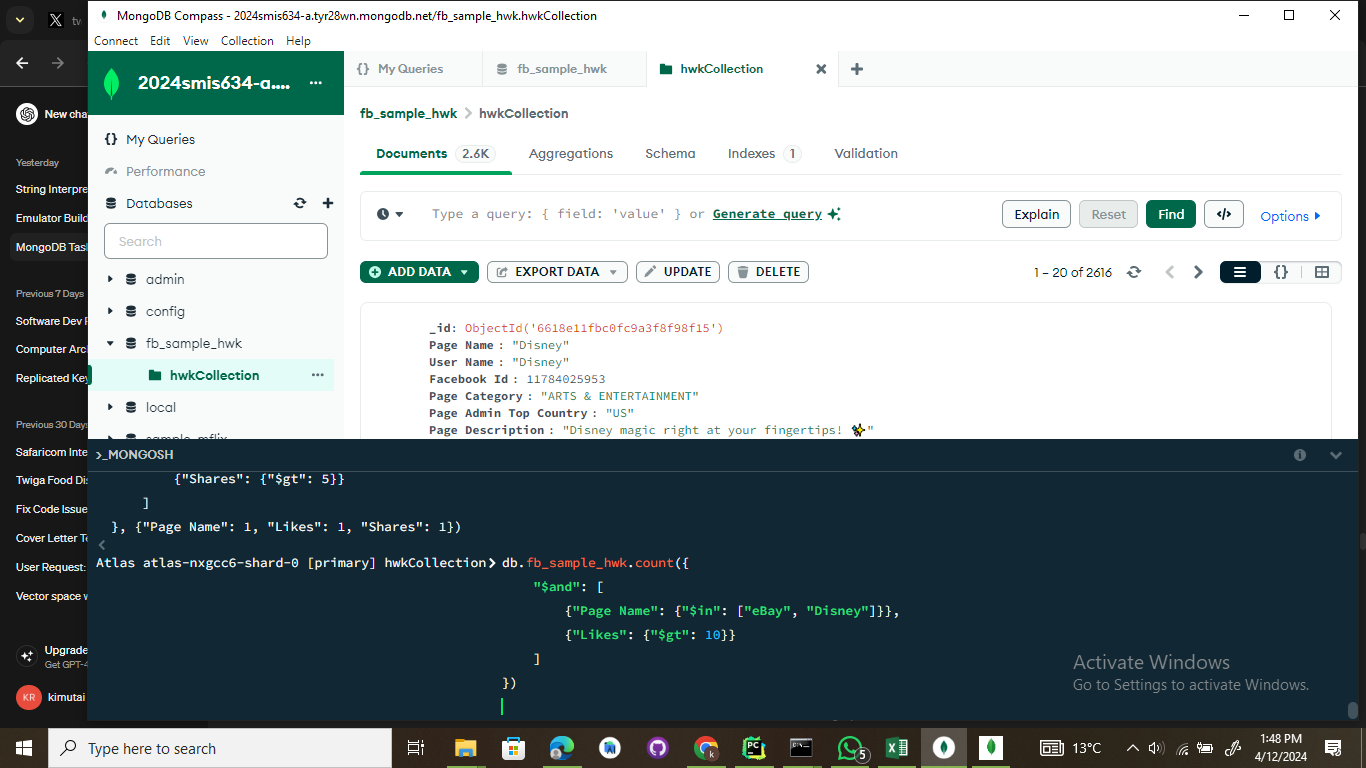 MongoDB Compass - 2024smis634-a.tyr28wn.mongodb.net/fb_sample_hwk.hwkCollection
Connect Edit View Collection Help
2024smis634-a....
My Queries
fb_sample_hwk
hwkCollection
fb_sample_hwk > hwkCollection
Documents 2.6K Aggregations Schema Indexes 1 Validation
Type a query: { field: 'value' } or Generate query
Explain Reset Find </> Options
ADD DATA EXPORT DATA UPDATE DELETE
1 – 20 of 2616
{} My Queries
Performance
Databases
Search
admin
config
fb_sample_hwk
hwkCollection
local
sample_mflix
_id: ObjectId('6618e11fbc0fc9a3f8f98f15')
Page Name : "Disney"
User Name : "Disney"
Facebook Id : 11784025953
Page Category : "ARTS & ENTERTAINMENT"
Page Admin Top Country : "US"
Page Description : "Disney magic right at your fingertips! ✨"
>_MONGOSH
{"Shares": {"$gt": 5}}
]
}, {"Page Name": 1, "Likes": 1, "Shares": 1})
<
Atlas atlas-nxgcc6-shard-0 [primary] hwkCollection> db.fb_sample_hwk.count({
"$and": [
{"Page Name": {"$in": ["eBay", "Disney"]}},
{"Likes": {"$gt": 10}}
]
})
Activate Windows
Go to Settings to activate Windows.
New cha
Yesterday
String Interpre
Emulator Build
MongoDB Task
Previous 7 Days
Software Dev
Computer Arc
Replicated Key
Previous 30 Days
Safaricom Inte
Twiga Food Di
Fix Code Issue
Cover Letter T
User Request:
Vector space
Upgrade
Get GPT-4
KR kimutai
Type here to search
5
13°C
1:48 PM
4/12/2024